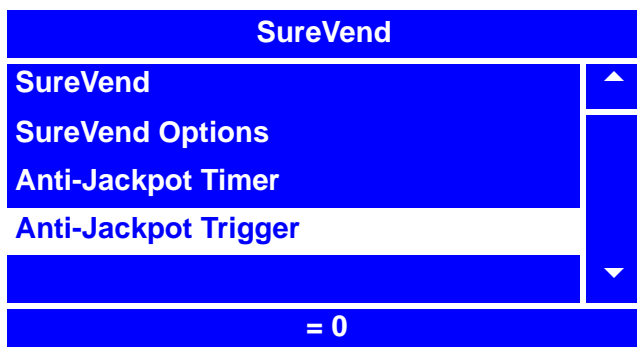 SureVend
SureVend
SureVend Options
Anti-Jackpot Timer
Anti-Jackpot Trigger
= 0